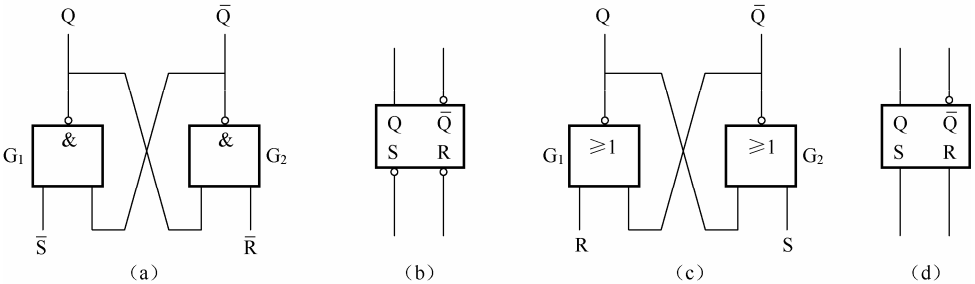 Q Q̄ Q Q̄
& & Q Q̄ ≥1 ≥1 Q Q̄
G₁ G₂ S R G₁ G₂ S R
S̄ R̄ R S
（a） （b） （c） （d）